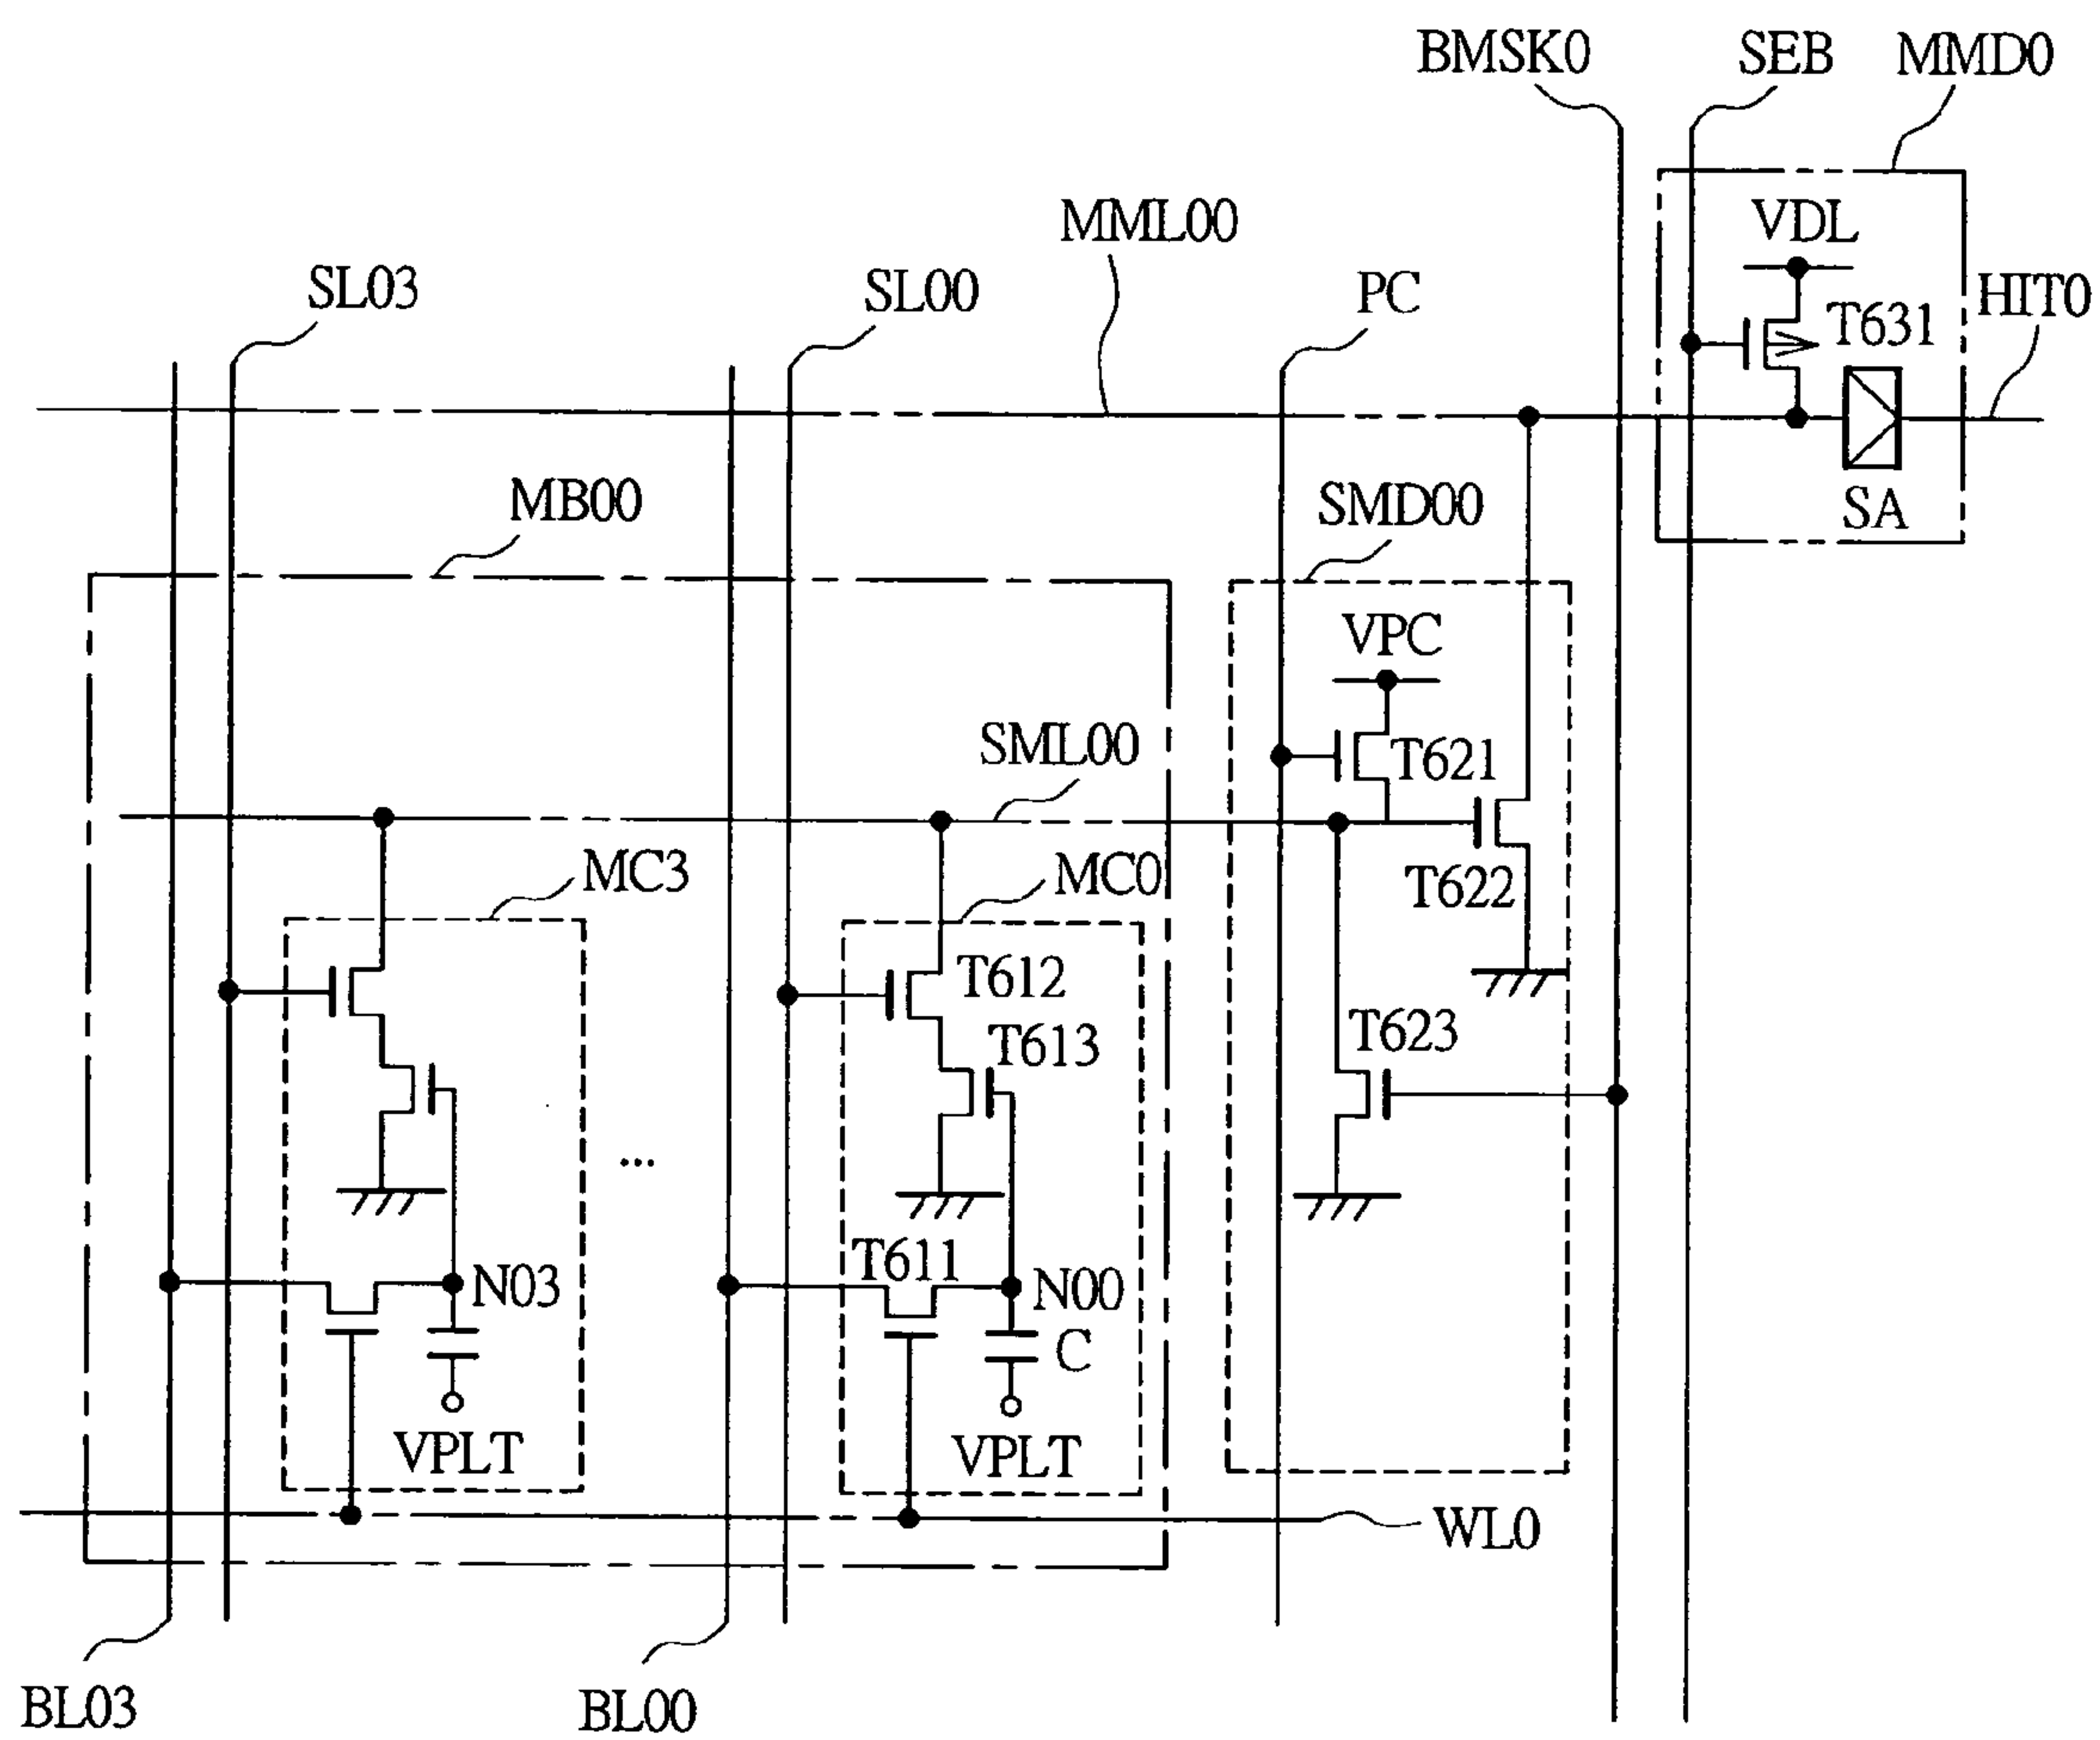 BMSK0
SEB
MMD0
MML00
VDL
SL03
SL00
PC
HIT0
T631
MB00
SMD00
SA
VPC
SML00
T621
MC3
MC0
T622
T612
T613
T623
...
T611
N03
N00
C
VPLT
VPLT
WL0
BL03
BL00